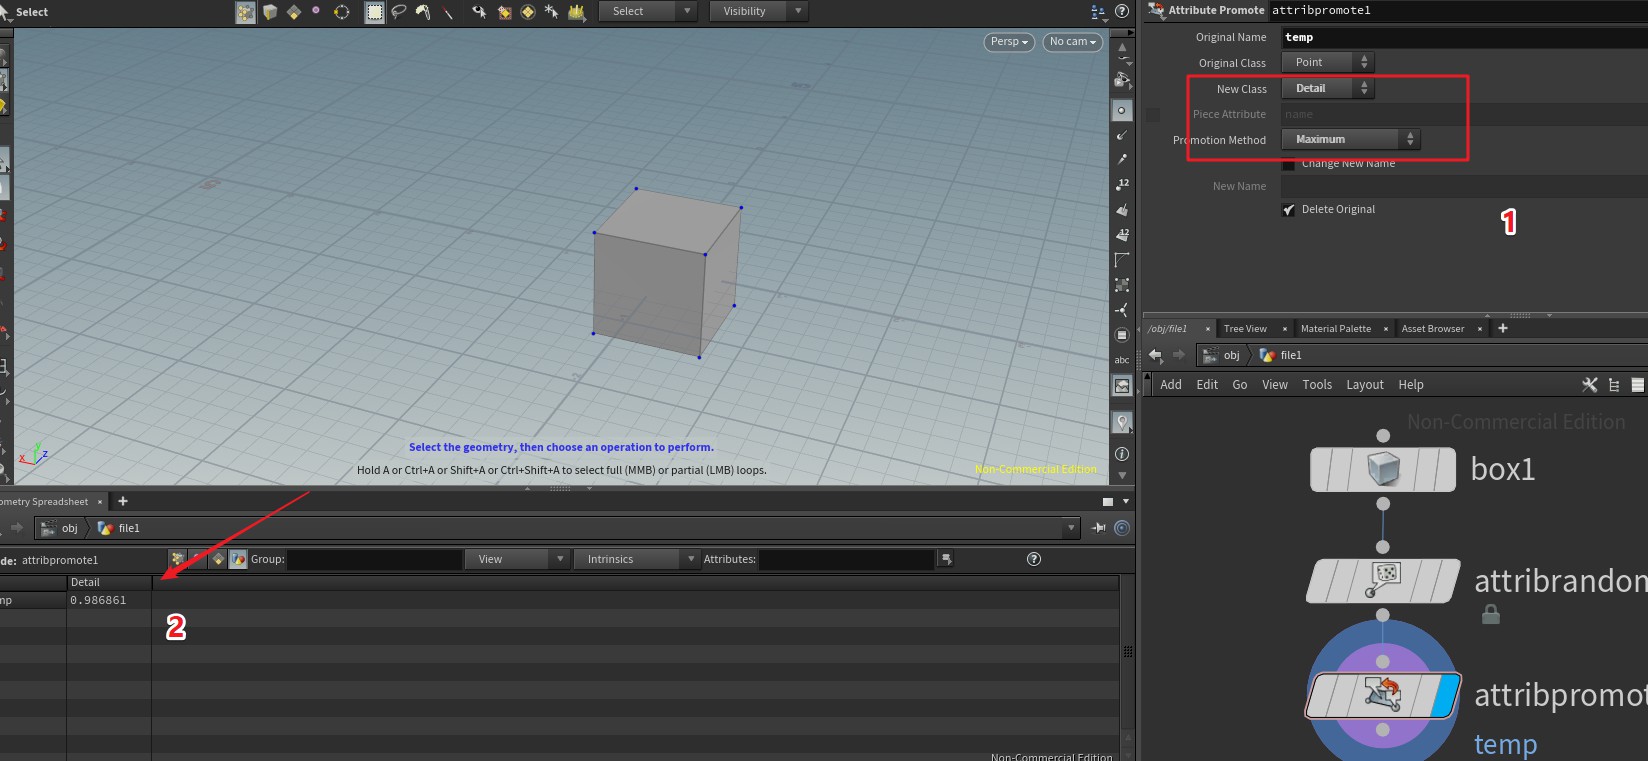 Select
Select
Visibility
Persp
No cam
12
12
abc
Select the geometry, then choose an operation to perform.
Hold A or Ctrl+A or Shift+A or Ctrl+Shift+A to select full (MMB) or partial (LMB) loops.
Non-Commercial Edition
y
x
z
ometry Spreadsheet
obj
file1
de: attribpromote1
Group:
View
Intrinsics
Attributes:
Detail
mp 0.986861
2
Non-Commercial Edition
Attribute Promote attribpromote1
Original Name temp
Original Class Point
New Class Detail
Piece Attribute name
Promotion Method Maximum
Change New Name
New Name
Delete Original
1
/obj/file1
Tree View
Material Palette
Asset Browser
obj
file1
Add Edit Go View Tools Layout Help
Non-Commercial Edition
box1
attribrandom
attribpromot
temp